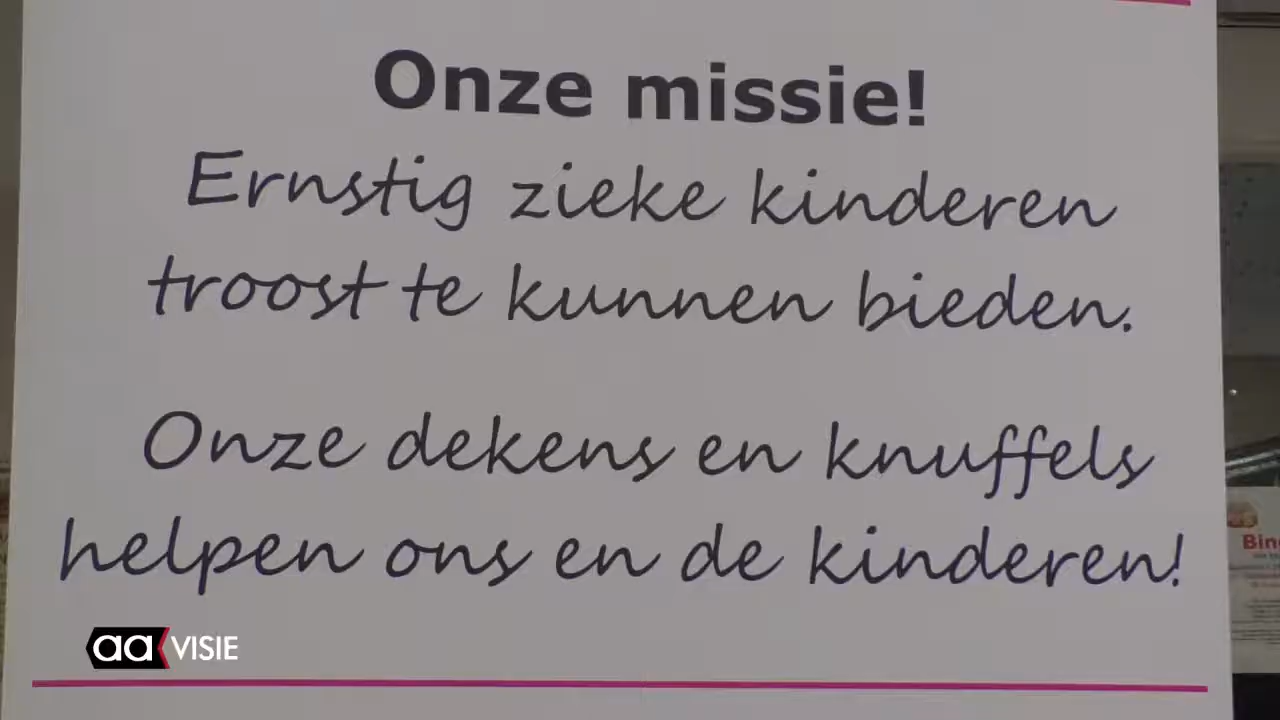 Onze missie!
Ernstig zieke kinderen
troost te kunnen bieden.
Onze dekens en knuffels
helpen ons en de kinderen!
aa VISIE